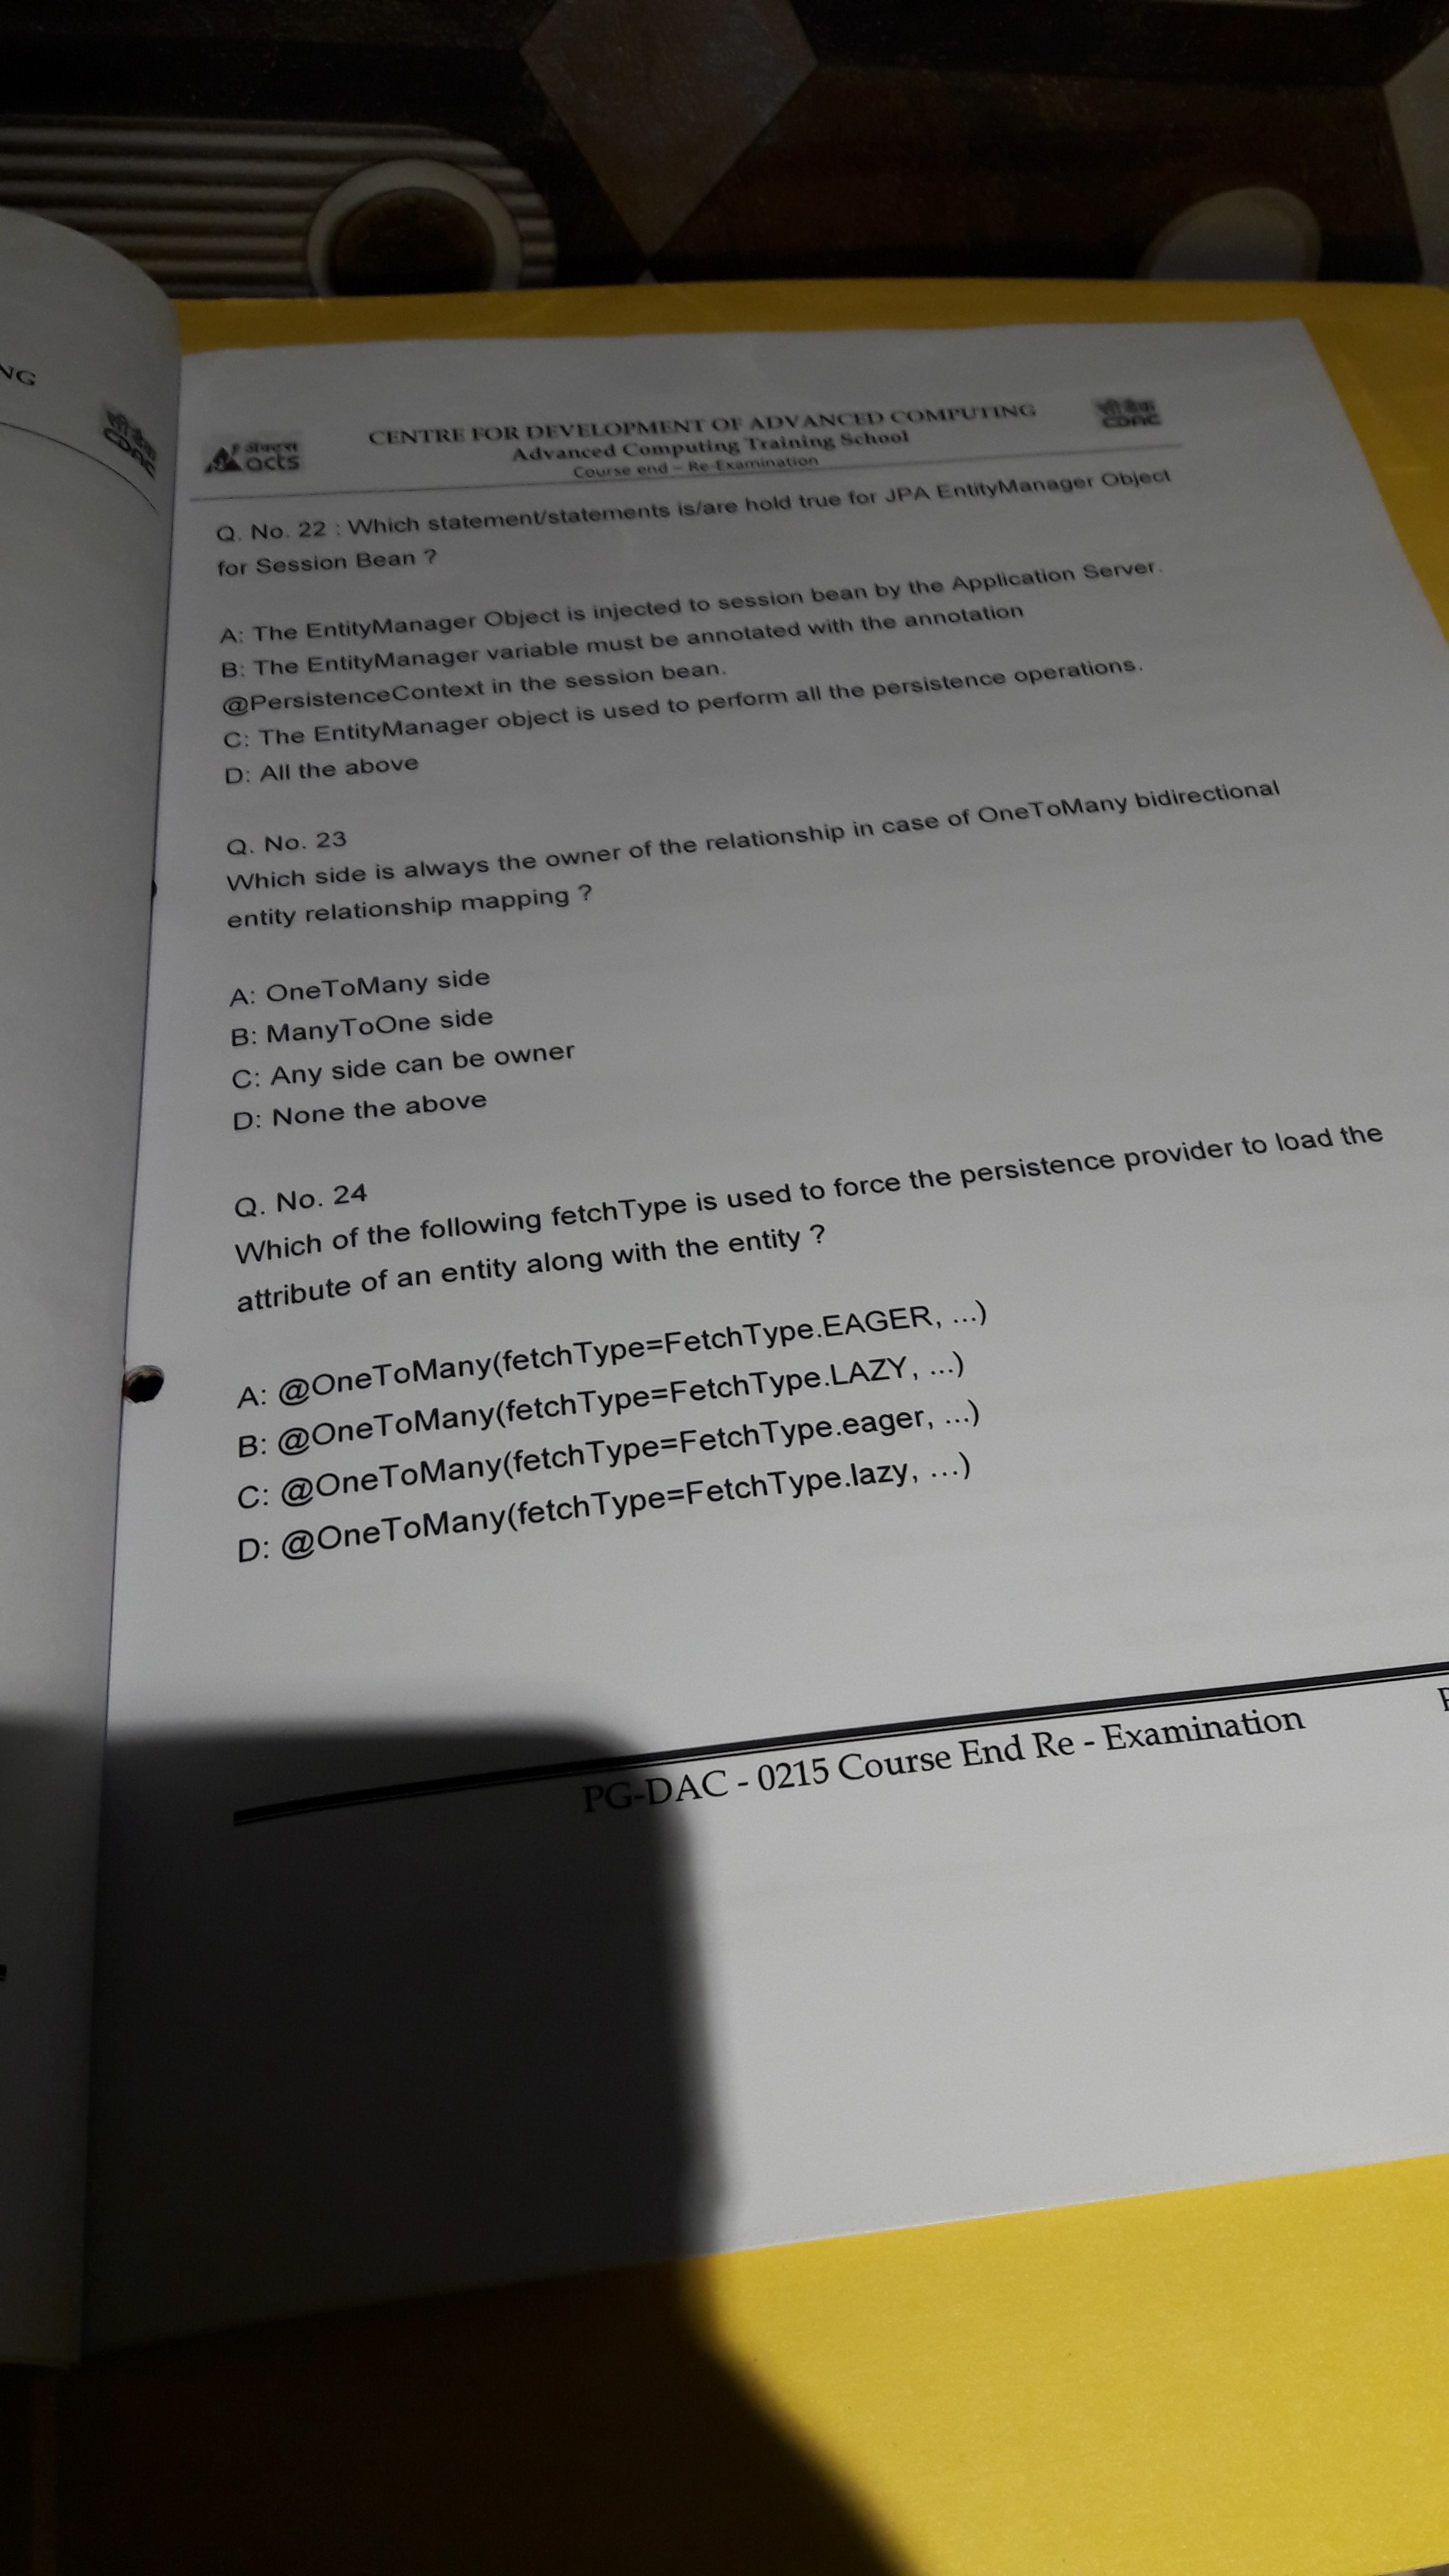 NG
सी डैक
CDAC
ऍक्ट्स
acts
CENTRE FOR DEVELOPMENT OF ADVANCED COMPUTING
सी डैक
CDAC
Advanced Computing Training School
Course end – Re-Examination
Q. No. 22 : Which statement/statements is/are hold true for JPA EntityManager Object
for Session Bean ?
A: The EntityManager Object is injected to session bean by the Application Server.
B: The EntityManager variable must be annotated with the annotation
@PersistenceContext in the session bean.
C: The EntityManager object is used to perform all the persistence operations.
D: All the above
Q. No. 23
Which side is always the owner of the relationship in case of OneToMany bidirectional
entity relationship mapping ?
A: OneToMany side
B: ManyToOne side
C: Any side can be owner
D: None the above
Q. No. 24
Which of the following fetchType is used to force the persistence provider to load the
attribute of an entity along with the entity ?
A: @OneToMany(fetchType=FetchType.EAGER, ...)
B: @OneToMany(fetchType=FetchType.LAZY, ...)
C: @OneToMany(fetchType=FetchType.eager, ...)
D: @OneToMany(fetchType=FetchType.lazy, ...)
PG-DAC - 0215 Course End Re - Examination